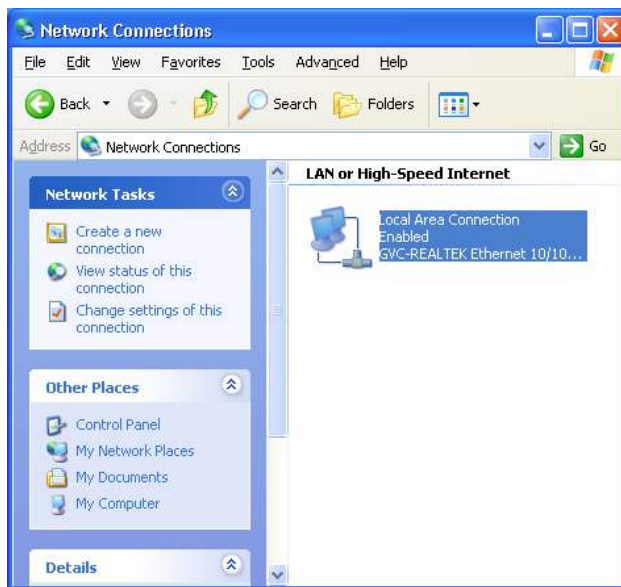 Network Connections
File Edit View Favorites Tools Advanced Help
Back Search Folders
Address Network Connections Go
Network Tasks
Create a new
connection
View status of this
connection
Change settings of this
connection
Other Places
Control Panel
My Network Places
My Documents
My Computer
Details
LAN or High-Speed Internet
Local Area Connection
Enabled
GVC-REALTEK Ethernet 10/10...